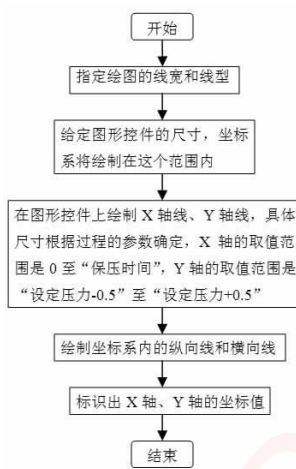 开始
指定绘图的线宽和线型
给定图形控件的尺寸，坐标
系将绘制在这个范围内
在图形控件上绘制 X 轴线、Y 轴线，具体
尺寸根据过程的参数确定，X 轴的取值范
围是 0 至“保压时间”，Y 轴的取值范围是
“设定压力-0.5”至“设定压力+0.5”
绘制坐标系内的纵向线和横向线
标识出 X 轴、Y 轴的坐标值
结束